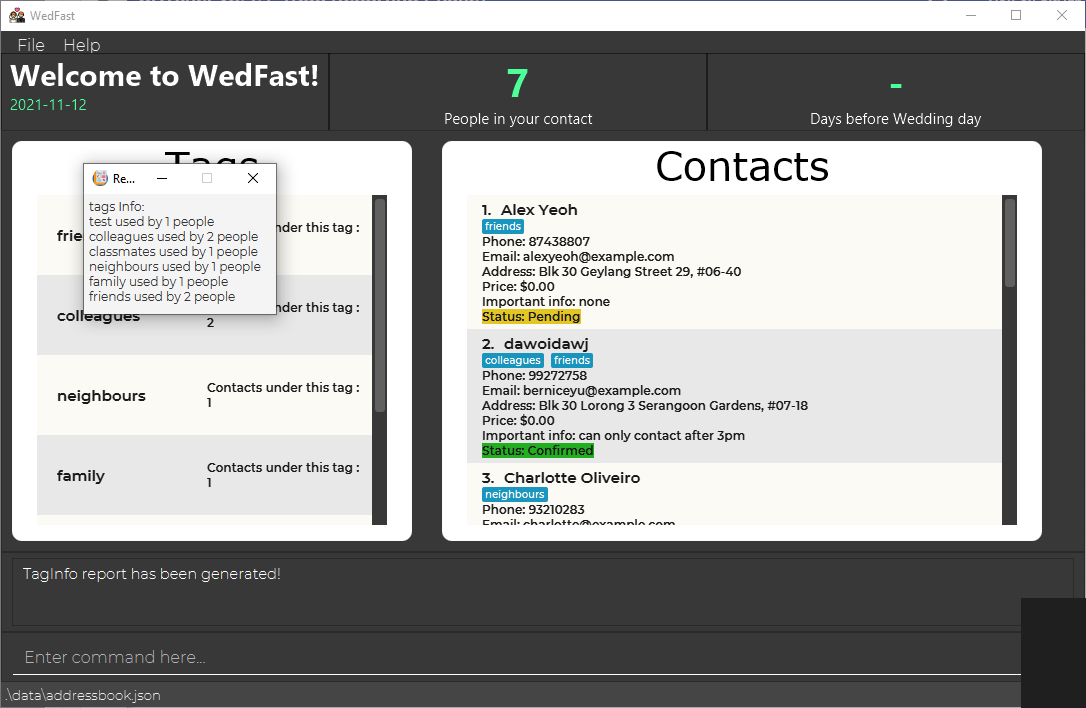 WedFast
File Help
Welcome to WedFast!
2021-11-12
7
People in your contact
-
Days before Wedding day
Tags
Re...
tags Info:
test used by 1 people
colleagues used by 2 people
classmates used by 1 people
neighbours used by 1 people
family used by 1 people
friends used by 2 people
under this tag :
colleagues
under this tag :
2
neighbours
Contacts under this tag :
1
family
Contacts under this tag :
1
Contacts
1. Alex Yeoh
friends
Phone: 87438807
Email: alexyeoh@example.com
Address: Blk 30 Geylang Street 29, #06-40
Price: $0.00
Important info: none
Status: Pending
2. dawoidawj
colleagues friends
Phone: 99272758
Email: berniceyu@example.com
Address: Blk 30 Lorong 3 Serangoon Gardens, #07-18
Price: $0.00
Important info: can only contact after 3pm
Status: Confirmed
3. Charlotte Oliveiro
neighbours
Phone: 93210283
Email: charlotte@example.com
TagInfo report has been generated!
Enter command here...
.\data\addressbook.json